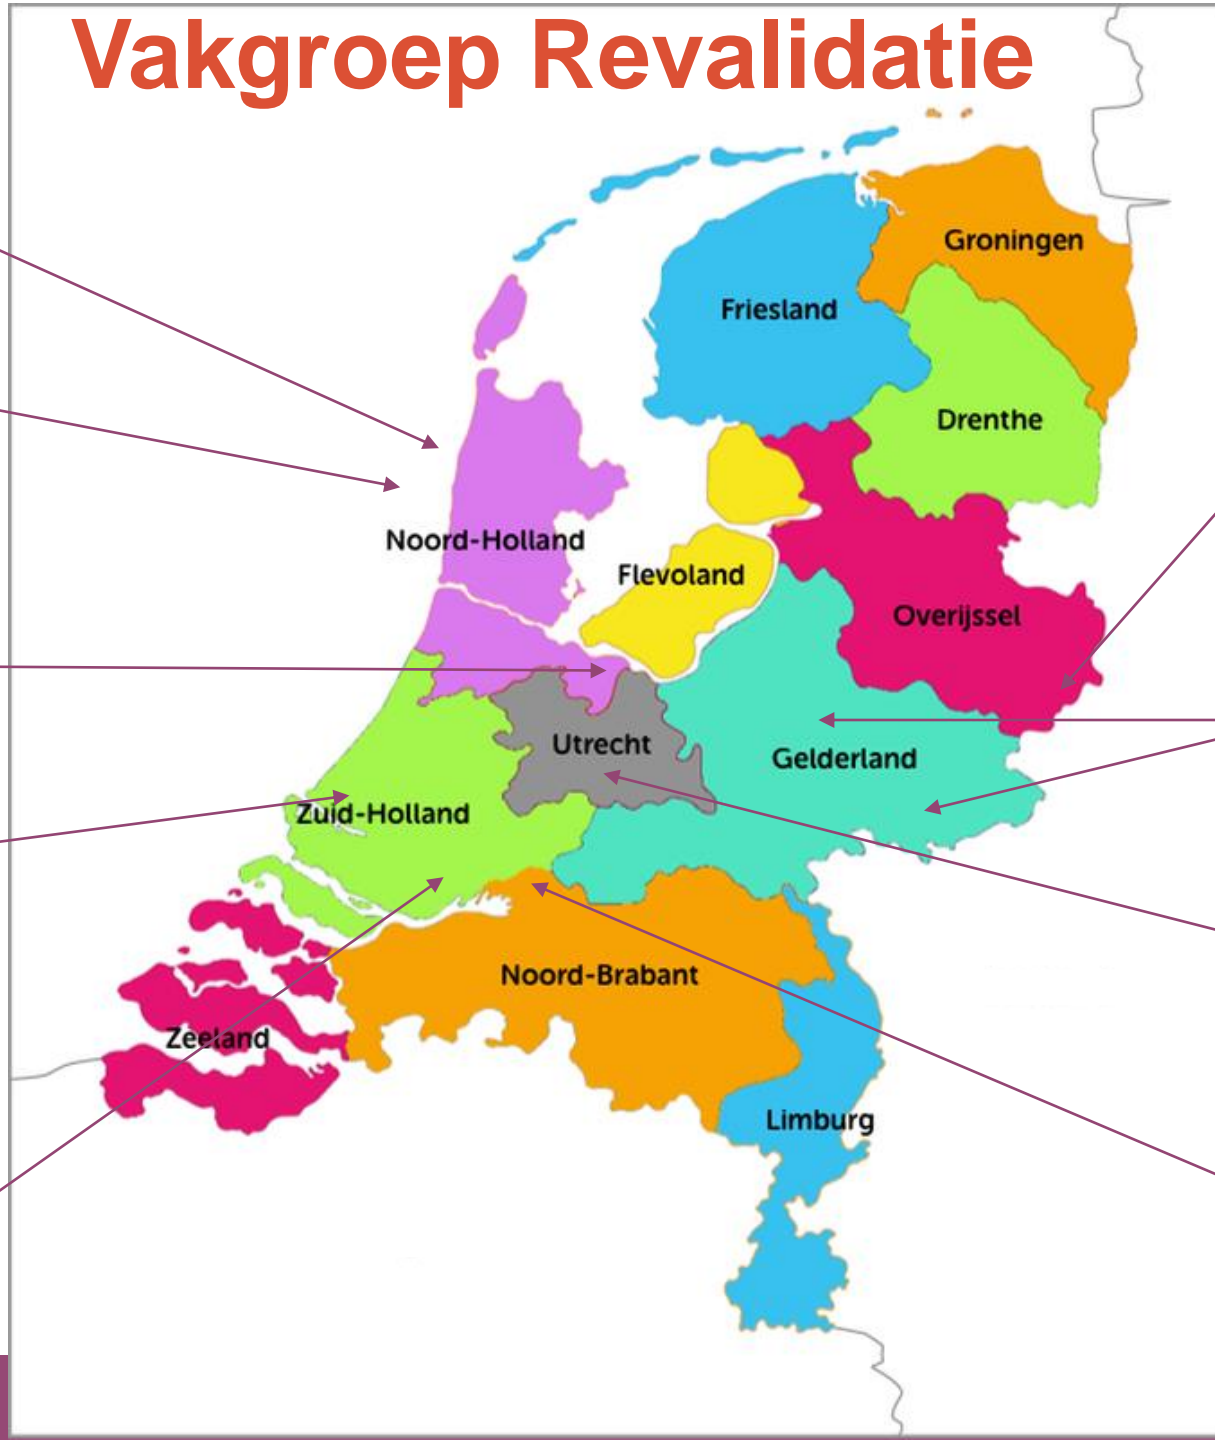 Vakgroep Revalidatie
Groningen
Friesland
Drenthe
Noord-Holland
Flevoland
Overijssel
Utrecht
Gelderland
Zuid-Holland
Noord-Brabant
Zeeland
Limburg